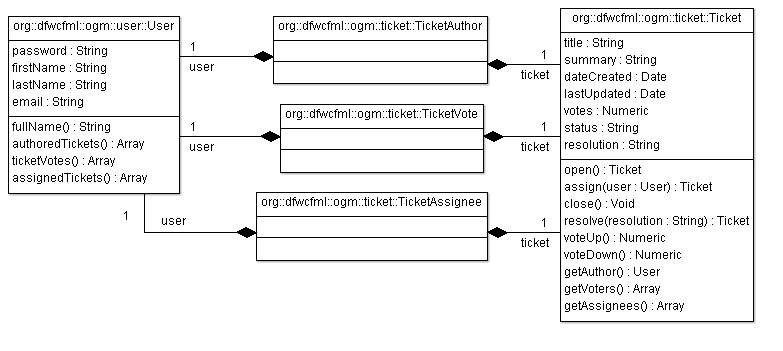 org::dfwcfml::ogm::user::User
password : String
firstName : String
lastName : String
email : String
fullName() : String
authoredTickets() : Array
ticketVotes() : Array
assignedTickets() : Array
1
user
org::dfwcfml::ogm::ticket::TicketAuthor
1
ticket
1
user
org::dfwcfml::ogm::ticket::TicketVote
1
ticket
1
user
org::dfwcfml::ogm::ticket::TicketAssignee
1
ticket
org::dfwcfml::ogm::ticket::Ticket
title : String
summary : String
dateCreated : Date
lastUpdated : Date
votes : Numeric
status : String
resolution : String
open() : Ticket
assign(user : User) : Ticket
close() : Void
resolve(resolution : String) : Ticket
voteUp() : Numeric
voteDown() : Numeric
getAuthor() : User
getVoters() : Array
getAssignees() : Array